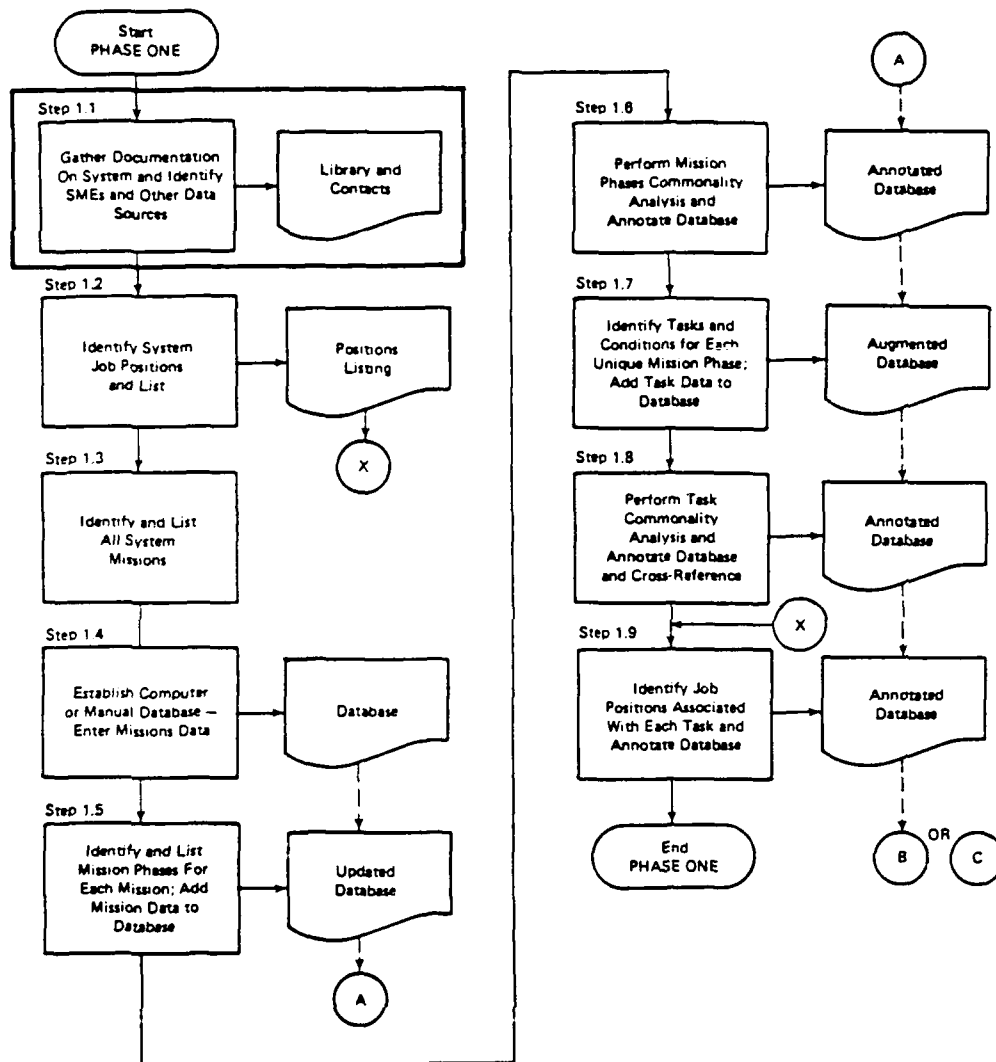 Start
PHASE ONE
Step 1.1
Gather Documentation
On System and Identify
SMEs and Other Data
Sources
Library and
Contacts
Step 1.2
Identify System
Job Positions
and List
Positions
Listing
X
Step 1.3
Identify and List
All System
Missions
Step 1.4
Establish Computer
or Manual Database —
Enter Missions Data
Database
Step 1.5
Identify and List
Mission Phases For
Each Mission; Add
Mission Data to
Database
Updated
Database
A
A
Step 1.6
Perform Mission
Phases Commonality
Analysis and
Annotate Database
Annotated
Database
Step 1.7
Identify Tasks and
Conditions for Each
Unique Mission Phase;
Add Task Data to
Database
Augmented
Database
Step 1.8
Perform Task
Commonality
Analysis and
Annotate Database
and Cross-Reference
Annotated
Database
X
Step 1.9
Identify Job
Positions Associated
With Each Task and
Annotate Database
Annotated
Database
End
PHASE ONE
B
OR
C